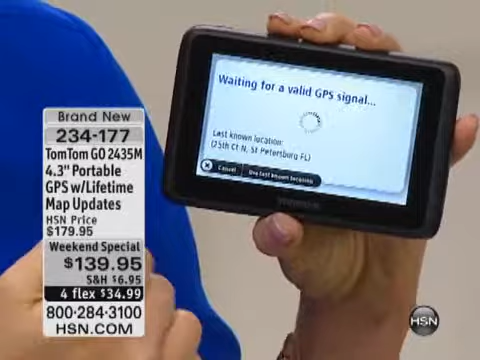 Brand New
234-177
TomTom GO 2435M
4.3" Portable
GPS w/Lifetime
Map Updates
HSN Price
$179.95
Weekend Special
$139.95
S&H $6.95
4 flex $34.99
800-284-3100
HSN.COM
Waiting for a valid GPS signal...
Last known location:
(25th Ct N, St Petersburg FL)
Cancel
Use last known location
HSN